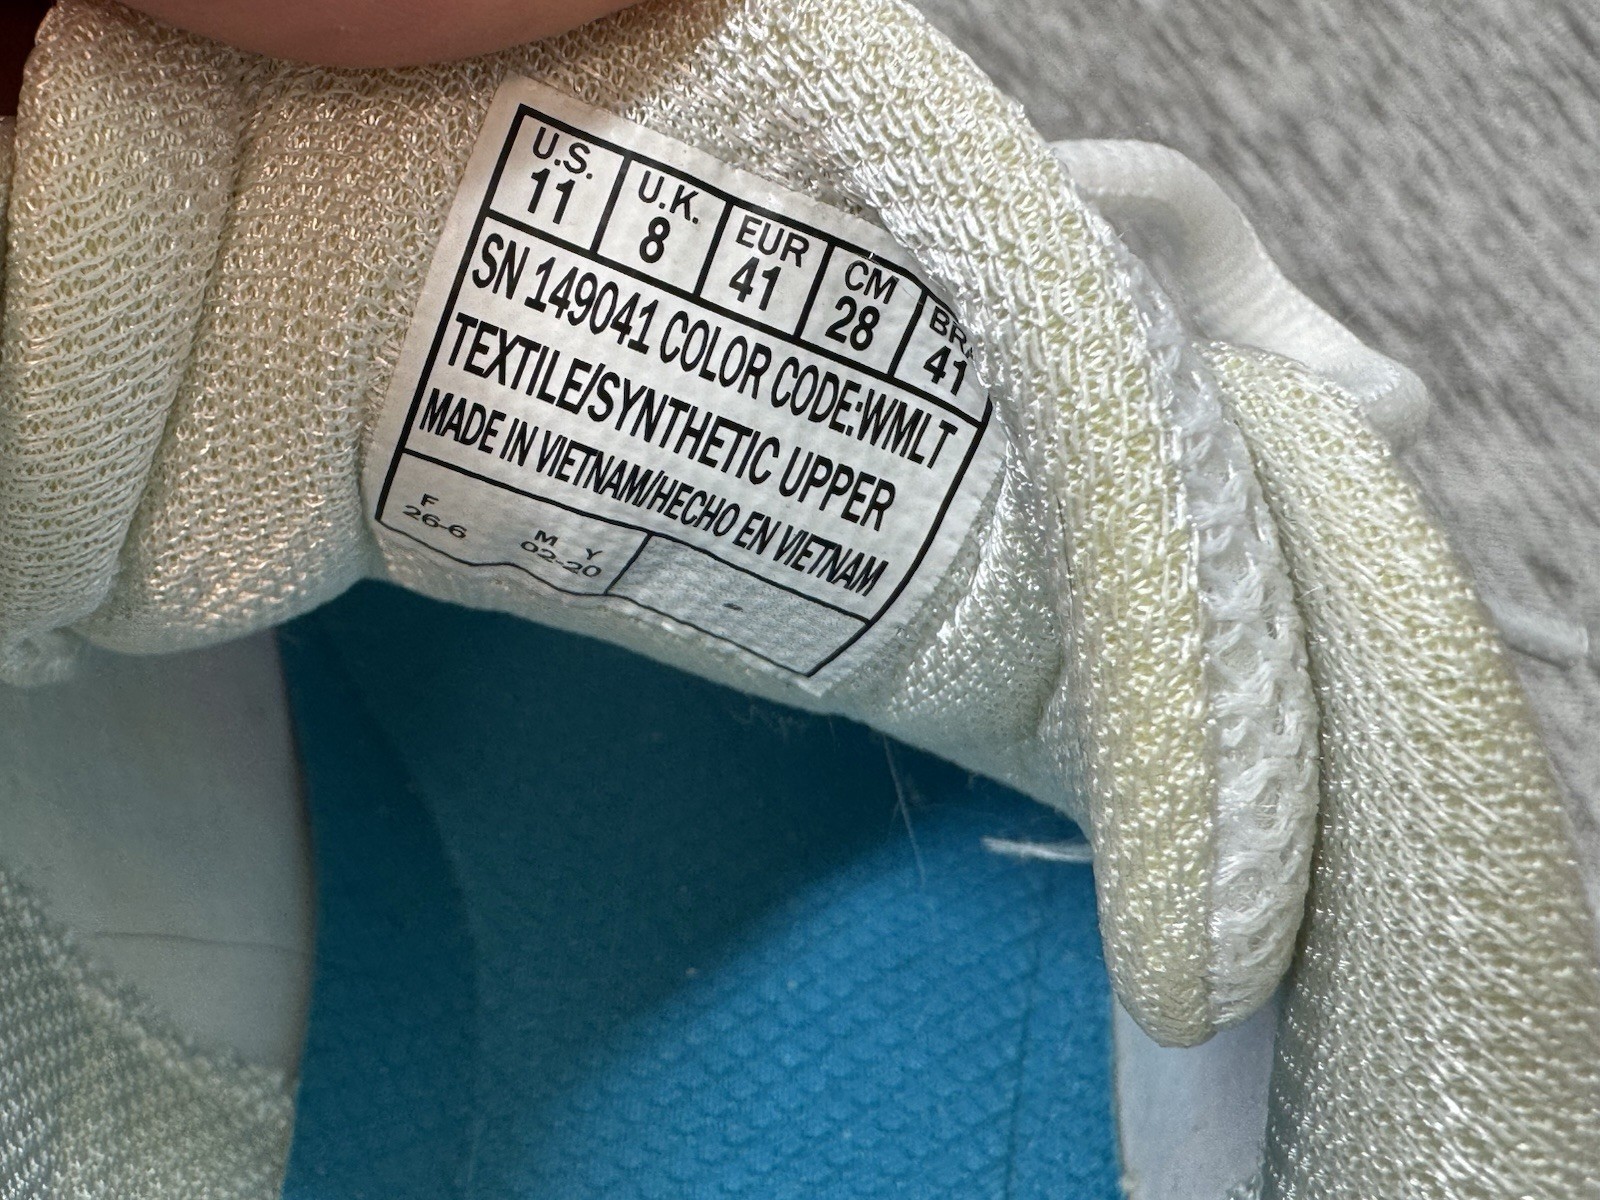 U.S. U.K. EUR CM BRA
11 8 41 28 41
SN 149041 COLOR CODE:WMLT
TEXTILE/SYNTHETIC UPPER
MADE IN VIETNAM/HECHO EN VIETNAM
F M Y
26-6 02-20